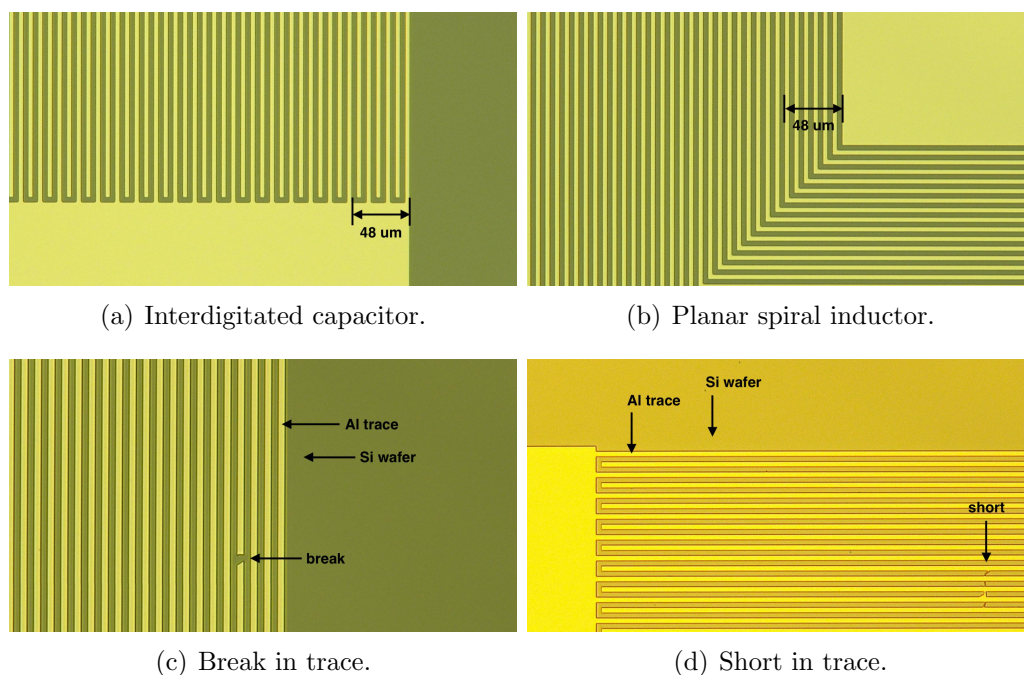 48 um
48 um
(a) Interdigitated capacitor.
(b) Planar spiral inductor.
Al trace
Si wafer
break
Si wafer
Al trace
short
(c) Break in trace.
(d) Short in trace.